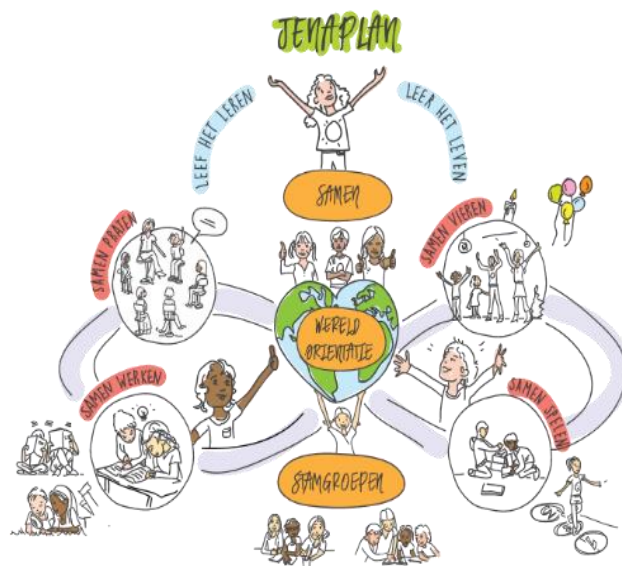 JENAPLAN
LEEF HET LEREN
LEER HET LEVEN
SAMEN
SAMEN PRATEN
SAMEN VIEREN
WERELD
ORIENTATIE
SAMEN WERKEN
SAMEN SPELEN
STAMGROEPEN